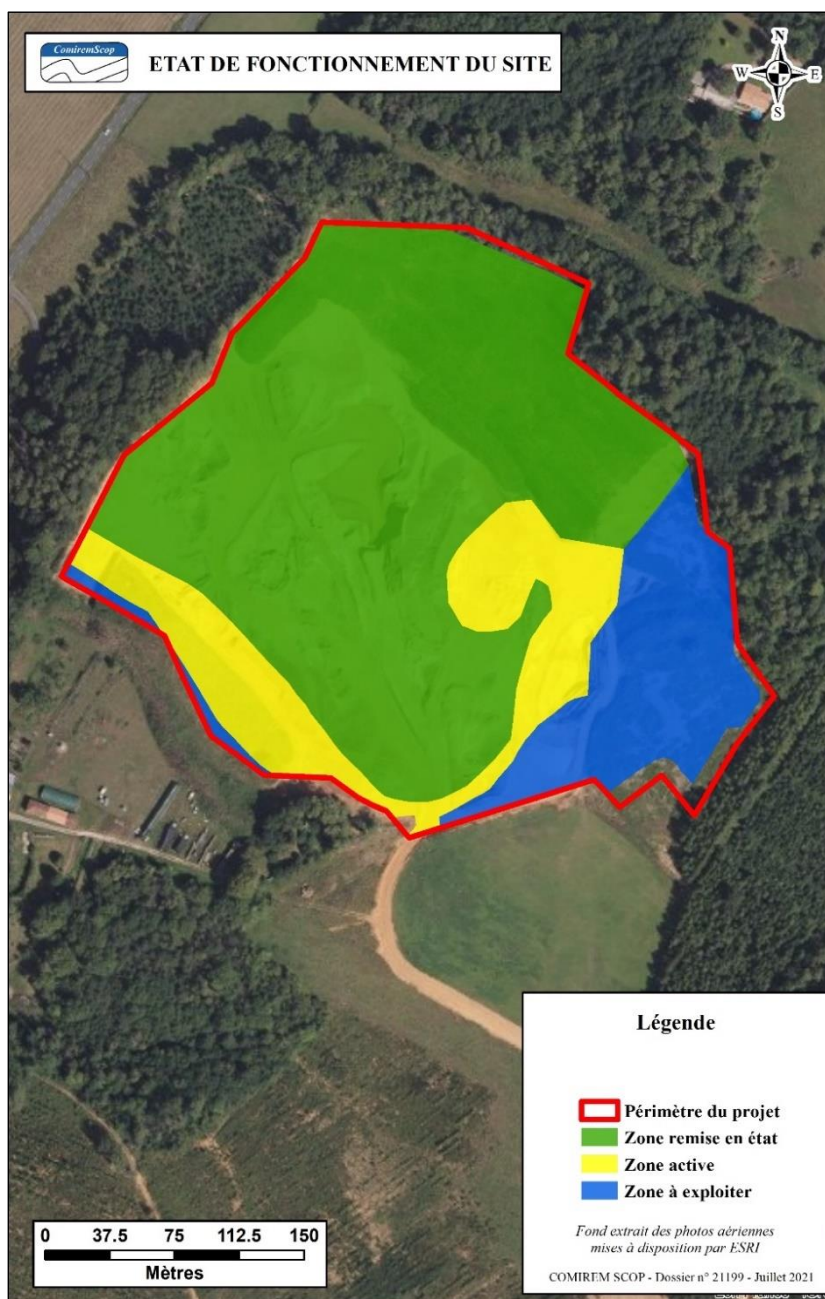 ComiremScop
ETAT DE FONCTIONNEMENT DU SITE
N
W E
S
Légende
Périmètre du projet
Zone remise en état
Zone active
Zone à exploiter
Fond extrait des photos aériennes
mises à disposition par ESRI
COMIREM SCOP - Dossier n° 21199 - Juillet 2021
0 37.5 75 112.5 150
Mètres